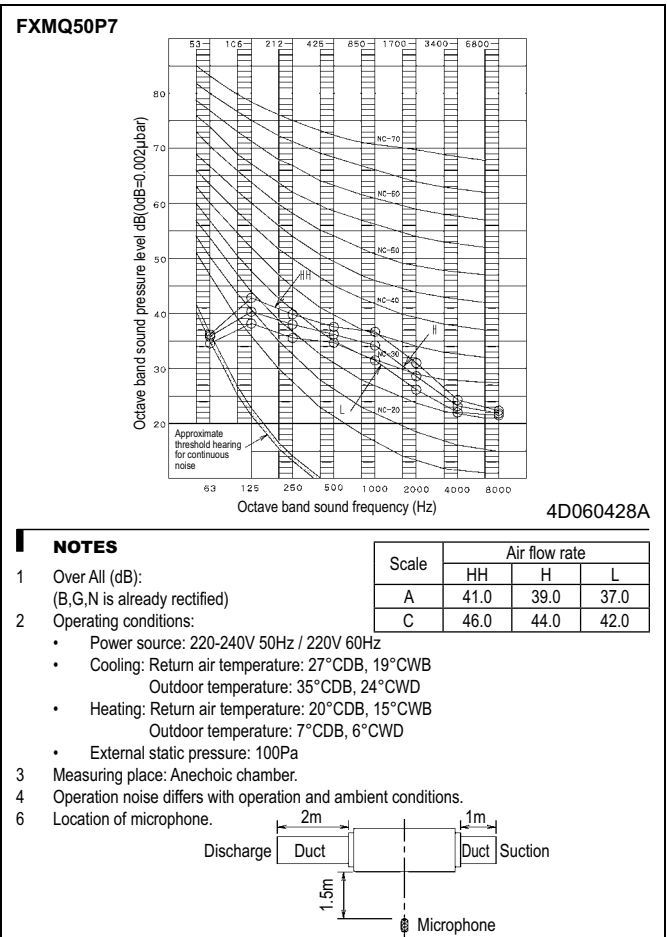 FXMQ50P7
53 106 212 425 850 1700 3400 6800
80
70
60
50
40
30
20
Octave band sound pressure level dB(0dB=0.002µbar)
NC-70
NC-60
NC-50
NC-40
NC-30
NC-20
HH
H
L
Approximate
threshold hearing
for continuous
noise
63 125 250 500 1000 2000 4000 8000
Octave band sound frequency (Hz)
4D060428A
NOTES
1 Over All (dB):
(B,G,N is already rectified)
Scale Air flow rate
HH H L
A 41.0 39.0 37.0
C 46.0 44.0 42.0
2 Operating conditions:
• Power source: 220-240V 50Hz / 220V 60Hz
• Cooling: Return air temperature: 27°CDB, 19°CWB
Outdoor temperature: 35°CDB, 24°CWD
• Heating: Return air temperature: 20°CDB, 15°CWB
Outdoor temperature: 7°CDB, 6°CWD
• External static pressure: 100Pa
3 Measuring place: Anechoic chamber.
4 Operation noise differs with operation and ambient conditions.
6 Location of microphone.
2m 1m
Discharge Duct Duct Suction
1.5m
Microphone